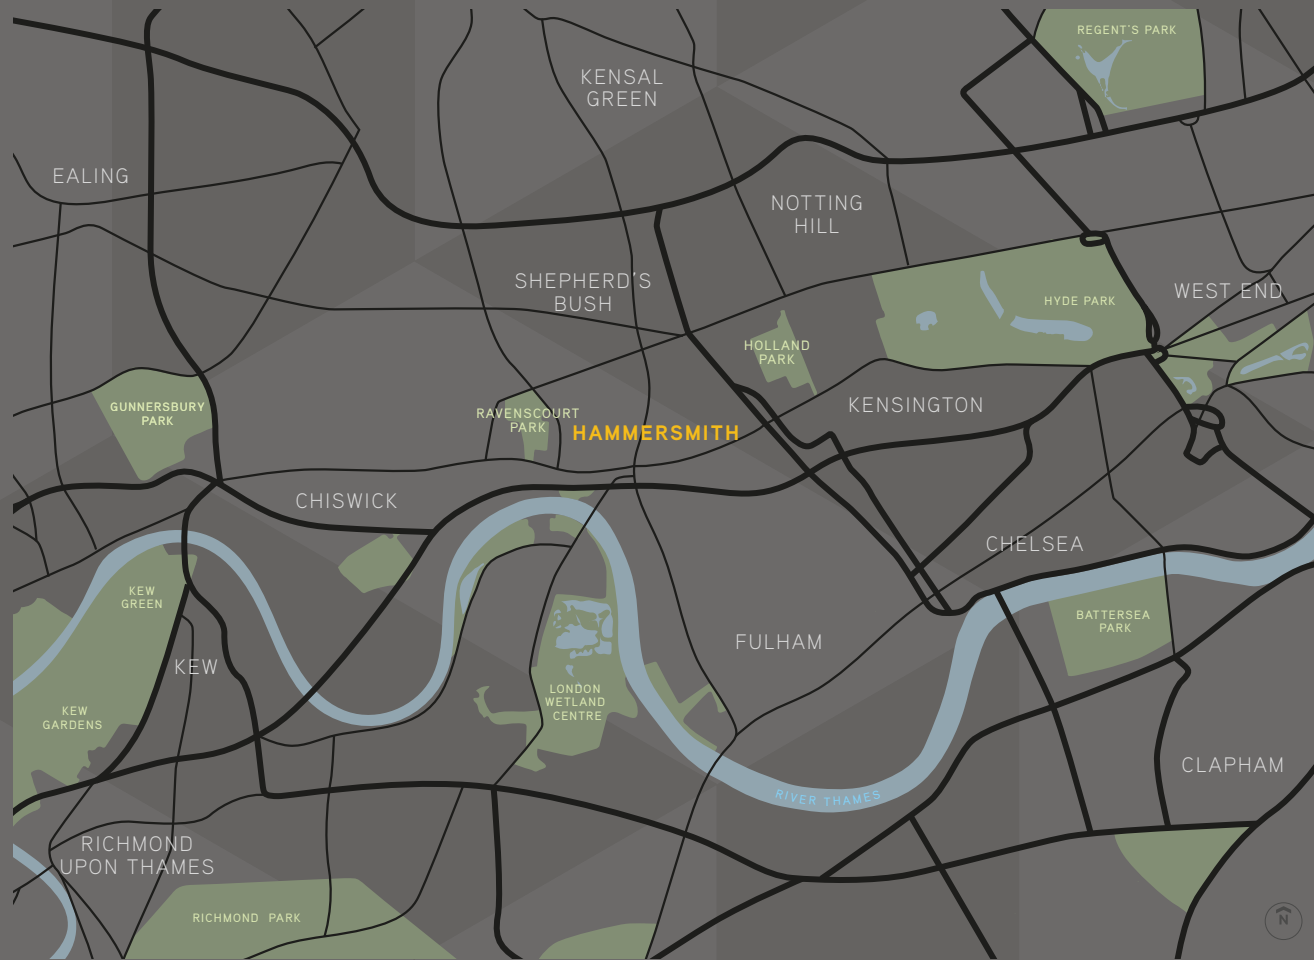 REGENT'S PARK
KENSAL
GREEN
EALING
NOTTING
HILL
SHEPHERD'S
BUSH
WEST END
HYDE PARK
HOLLAND
PARK
GUNNERSBURY
PARK
RAVENSCOURT
PARK
HAMMERSMITH
KENSINGTON
CHISWICK
CHELSEA
KEW
GREEN
BATTERSEA
PARK
FULHAM
KEW
LONDON
WETLAND
CENTRE
KEW
GARDENS
CLAPHAM
RIVER THAMES
RICHMOND
UPON THAMES
RICHMOND PARK
N